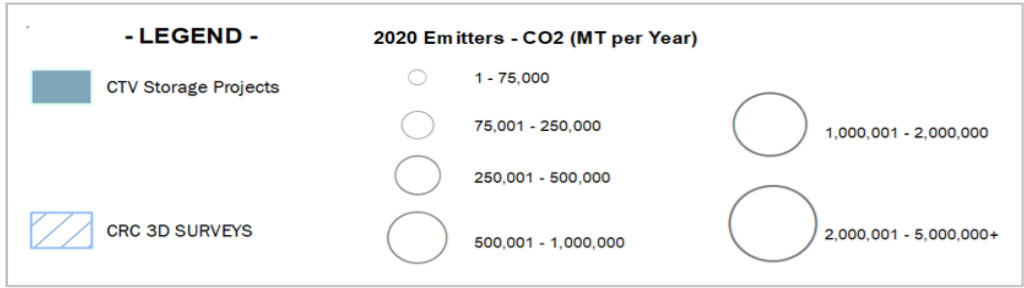 - LEGEND -
CTV Storage Projects
CRC 3D SURVEYS
2020 Emitters - CO2 (MT per Year)
1 - 75,000
75,001 - 250,000
250,001 - 500,000
500,001 - 1,000,000
1,000,001 - 2,000,000
2,000,001 - 5,000,000+